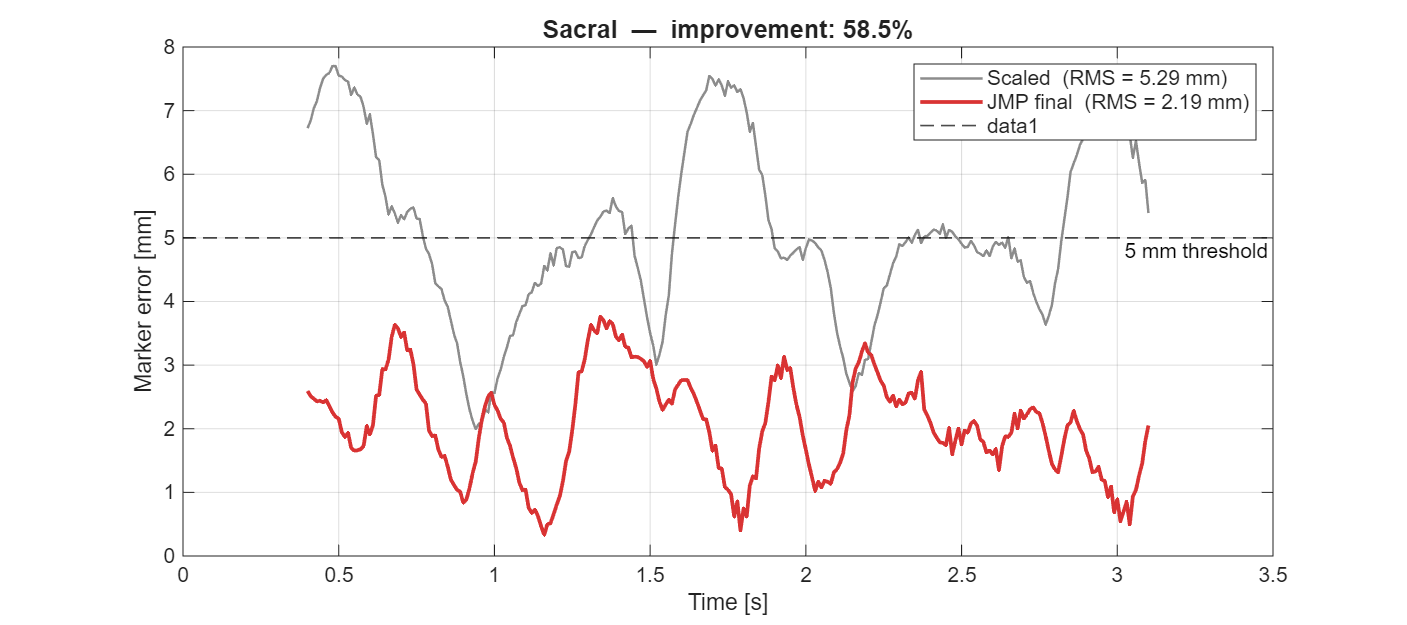 Sacral — improvement: 58.5%
8
7
6
5
4
3
2
1
0
Marker error [mm]
Scaled (RMS = 5.29 mm)
JMP final (RMS = 2.19 mm)
data1
5 mm threshold
0 0.5 1 1.5 2 2.5 3 3.5
Time [s]